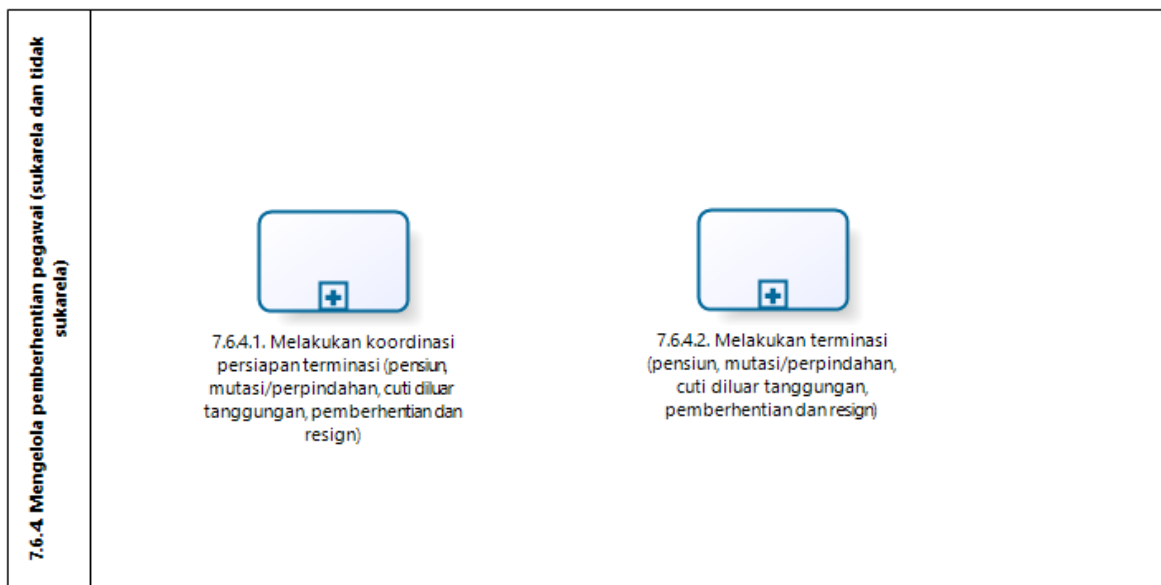 7.6.4. Mengelola pemberhentian pegawai (sukarela dan tidak
sukarela)
7.6.4.1. Melakukan koordinasi
persiapan terminasi (pensiun,
mutasi/perpindahan, cuti diluar
tanggungan, pemberhentian dan
resign)
7.6.4.2. Melakukan terminasi
(pensiun, mutasi/perpindahan,
cuti diluar tanggungan,
pemberhentian dan resign)